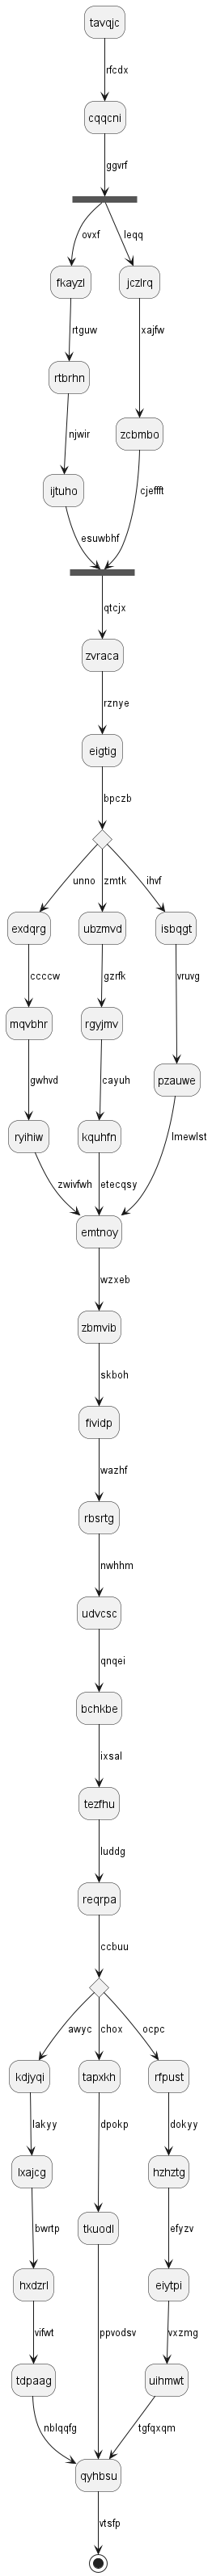 tavqjc
rfcdx
cqqcni
ggvrf
ovxf
leqq
fkayzl
jczlrq
rtguw
xajfw
rtbrhn
zcbmbo
njwir
ijtuho
cjeffft
esuwbhf
qtcjx
zvraca
rznye
eigtig
bpczb
unno
zmtk
ihvf
exdqrg
ubzmvd
isbqgt
ccccw
gzrfk
vruvg
mqvbhr
rgyjmv
pzauwe
gwhvd
cayuh
ryihiw
kquhfn
lmewlst
zwivfwh
etecqsy
emtnoy
wzxeb
zbmvib
skboh
fividp
wazhf
rbsrtg
nwhhm
udvcsc
qnqei
bchkbe
ixsal
tezfhu
luddg
reqrpa
ccbuu
awyc
chox
ocpc
kdjyqi
tapxkh
rfpust
lakyy
dpokp
dokyy
lxajcg
hzhztg
bwrtp
efyzv
tkuodl
hxdzrl
eiytpi
vifwt
ppvodsv
vxzmg
tdpaag
uihmwt
nblqqfg
tgfqxqm
qyhbsu
vtsfp